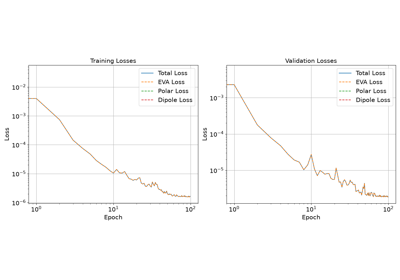 Training Losses
Total Loss
EVA Loss
Polar Loss
Dipole Loss
10⁻²
10⁻³
10⁻⁴
10⁻⁵
10⁻⁶
Loss
10⁰
10¹
10²
Epoch
Validation Losses
Total Loss
EVA Loss
Polar Loss
Dipole Loss
10⁻³
10⁻⁴
10⁻⁵
Loss
10⁰
10¹
10²
Epoch